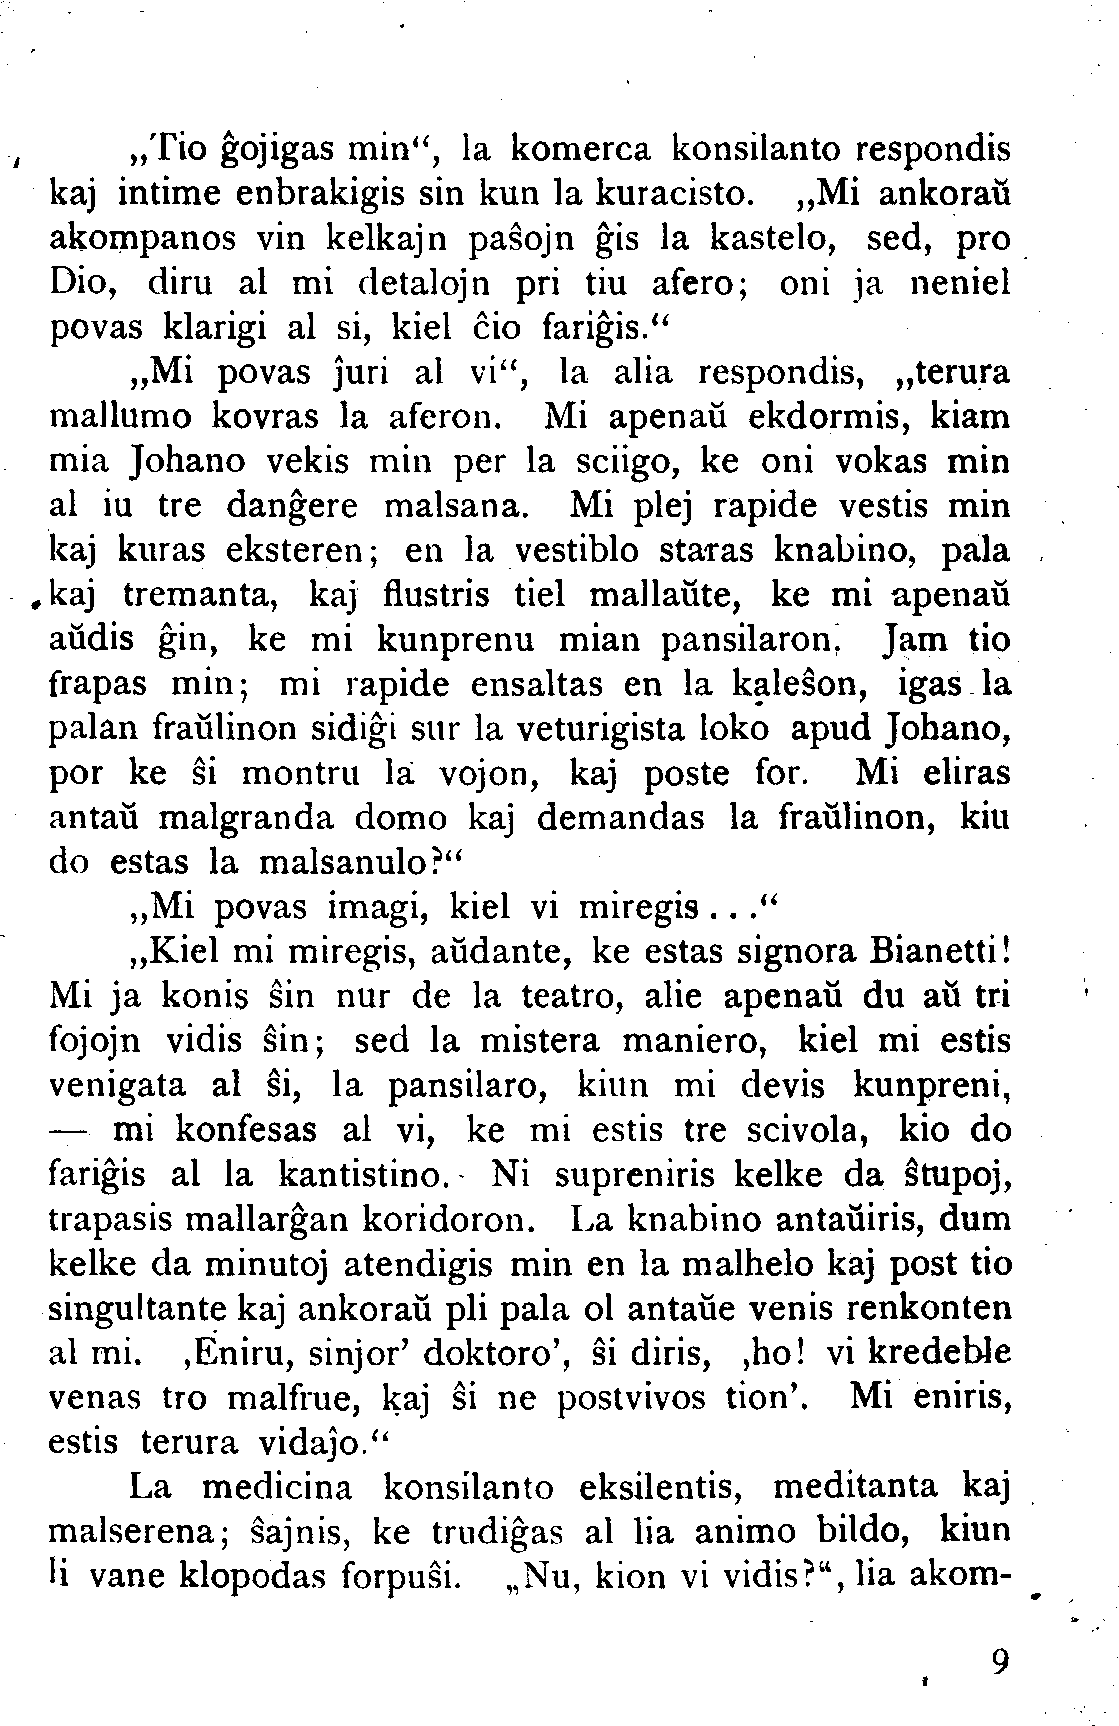 „Tio ĝojigas min“, la komerca konsilanto respondis
kaj intime enbrakigis sin kun la kuracisto. „Mi ankoraŭ
akompanos vin kelkajn paŝojn ĝis la kastelo, sed, pro
Dio, diru al mi detalojn pri tiu afero; oni ja neniel
povas klarigi al si, kiel ĉio fariĝis.“
„Mi povas ĵuri al vi“, la alia respondis, „terura
mallumo kovras la aferon. Mi apenaŭ ekdormis, kiam
mia Johano vekis min per la sciigo, ke oni vokas min
al iu tre danĝere malsana. Mi plej rapide vestis min
kaj kuras eksteren; en la vestiblo staras knabino, pala
kaj tremanta, kaj flustris tiel mallaŭte, ke mi apenaŭ
aŭdis ĝin, ke mi kunprenu mian pansilaron. Jam tio
frapas min; mi rapide ensaltas en la kaleŝon, igas la
palan fraŭlinon sidiĝi sur la veturigista loko apud Johano,
por ke ŝi montru la vojon, kaj poste for. Mi eliras
antaŭ malgranda domo kaj demandas la fraŭlinon, kiu
do estas la malsanulo?“
„Mi povas imagi, kiel vi miregis . . .“
„Kiel mi miregis, aŭdante, ke estas signora Bianetti!
Mi ja konis ŝin nur de la teatro, alie apenaŭ du aŭ tri
fojojn vidis ŝin; sed la mistera maniero, kiel mi estis
venigata al ŝi, la pansilaro, kiun mi devis kunpreni,
— mi konfesas al vi, ke mi estis tre scivola, kio do
fariĝis al la kantistino. Ni supreniris kelke da ŝtupoj,
trapasis mallarĝan koridoron. La knabino antaŭiris, dum
kelke da minutoj atendigis min en la malhelo kaj post tio
singultante kaj ankoraŭ pli pala ol antaŭe venis renkonten
al mi. ‚Eniru, sinjor’ doktoro’, ŝi diris, ‚ho! vi kredeble
venas tro malfrue, kaj ŝi ne postvivos tion’. Mi eniris,
estis terura vidaĵo.“
La medicina konsilanto eksilentis, meditanta kaj
malserena; ŝajnis, ke trudiĝas al lia animo bildo, kiun
li vane klopodas forpuŝi. „Nu, kion vi vidis?“, lia akom-
9